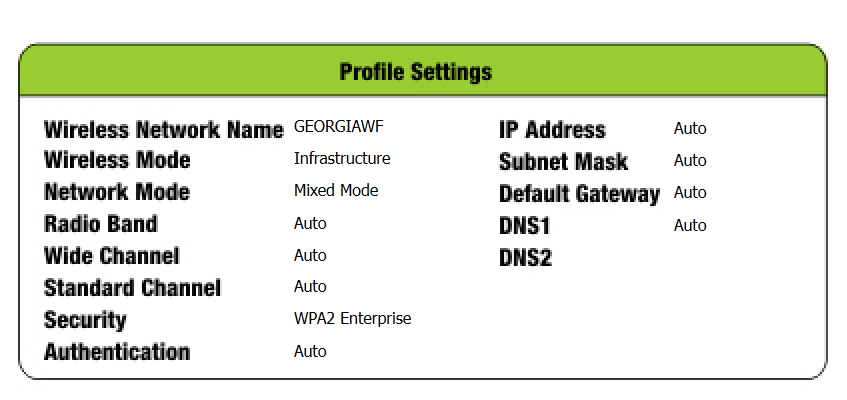 Profile Settings
Wireless Network Name GEORGIAWF
Wireless Mode Infrastructure
Network Mode Mixed Mode
Radio Band Auto
Wide Channel Auto
Standard Channel Auto
Security WPA2 Enterprise
Authentication Auto
IP Address Auto
Subnet Mask Auto
Default Gateway Auto
DNS1 Auto
DNS2